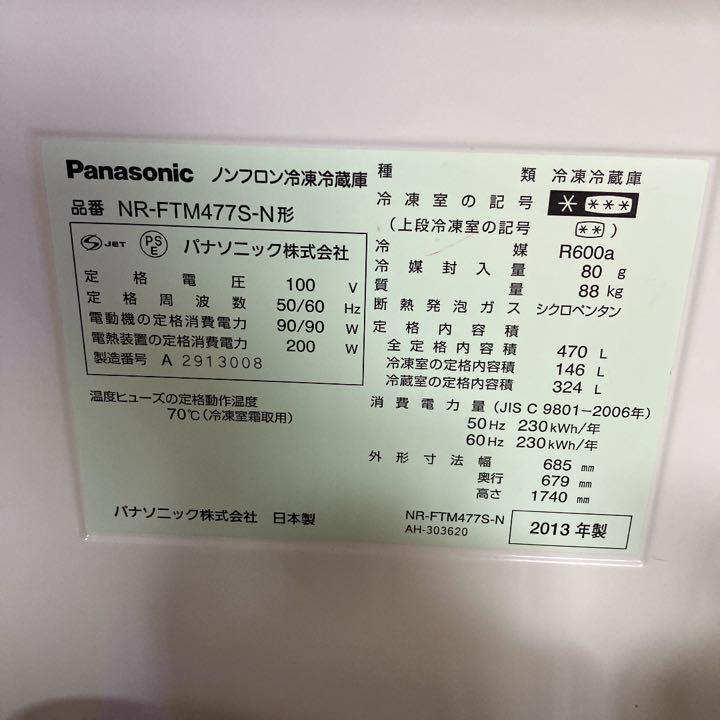 Panasonic ノンフロン冷凍冷蔵庫
品番 NR-FTM477S-N形
S JET PSE パナソニック株式会社
定格電圧 100 V
定格周波数 50/60 Hz
電動機の定格消費電力 90/90 W
電熱装置の定格消費電力 200 W
製造番号 A 2913008
温度ヒューズの定格動作温度
70℃(冷凍室霜取用)
パナソニック株式会社 日本製
種類 冷凍冷蔵庫
冷凍室の記号 * ***
(上段冷凍室の記号 **)
冷媒 R600a
冷媒封入量 80 g
質量 88 kg
断熱発泡ガス シクロペンタン
定格内容積
全定格内容積 470 L
冷凍室の定格内容積 146 L
冷蔵室の定格内容積 324 L
消費電力量(JIS C 9801-2006年)
50Hz 230kWh/年
60Hz 230kWh/年
外形寸法幅 685 mm
奥行 679 mm
高さ 1740 mm
NR-FTM477S-N
AH-303620
2013年製